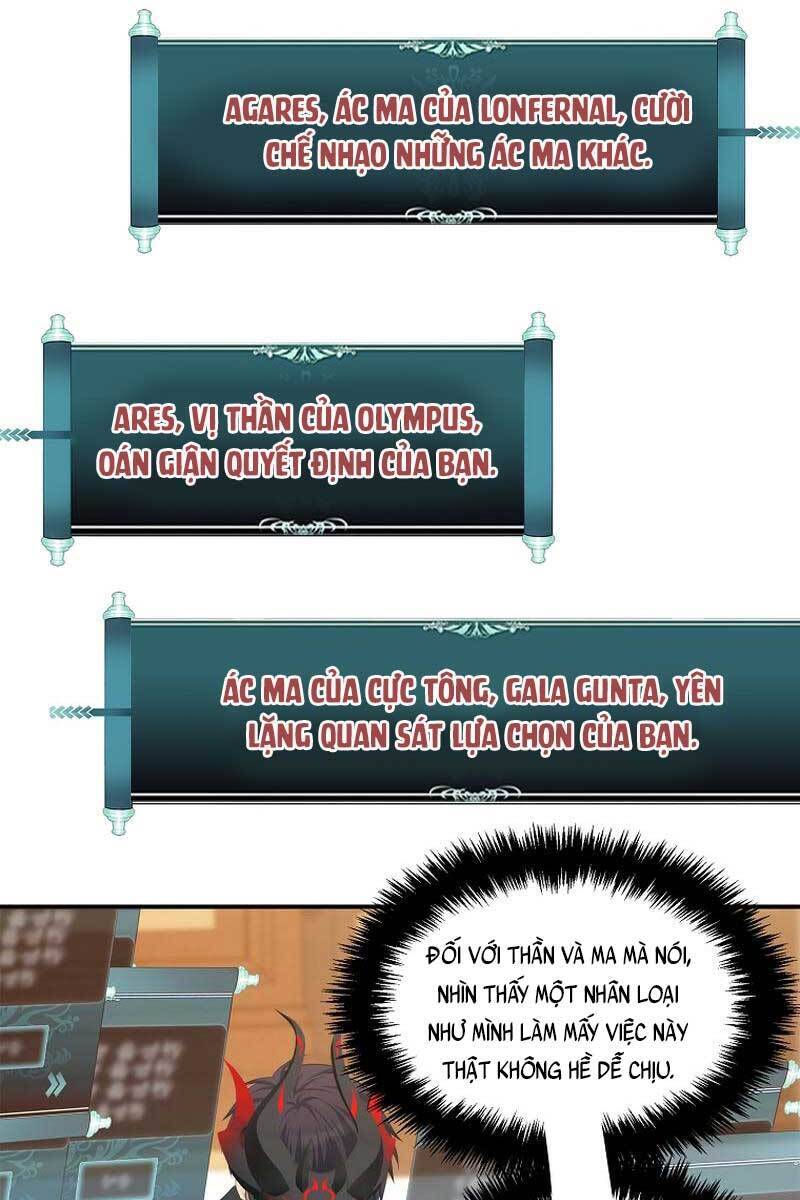 AGARES, ÁC MA CỦA LONFERNAL, CƯỜI
CHẾ NHẠO NHỮNG ÁC MA KHÁC.
ARES, VỊ THẦN CỦA OLYMPUS,
OÁN GIẬN QUYẾT ĐỊNH CỦA BẠN.
ÁC MA CỦA CỰC TÔNG, GALA GUNTA, YÊN
LẶNG QUAN SÁT LỰA CHỌN CỦA BẠN.
ĐỐI VỚI THẦN VÀ MA MÀ NÓI,
NHÌN THẤY MỘT NHÂN LOẠI
NHƯ MÌNH LÀM MẤY VIỆC NÀY
THẬT KHÔNG HỀ DỄ CHỊU.